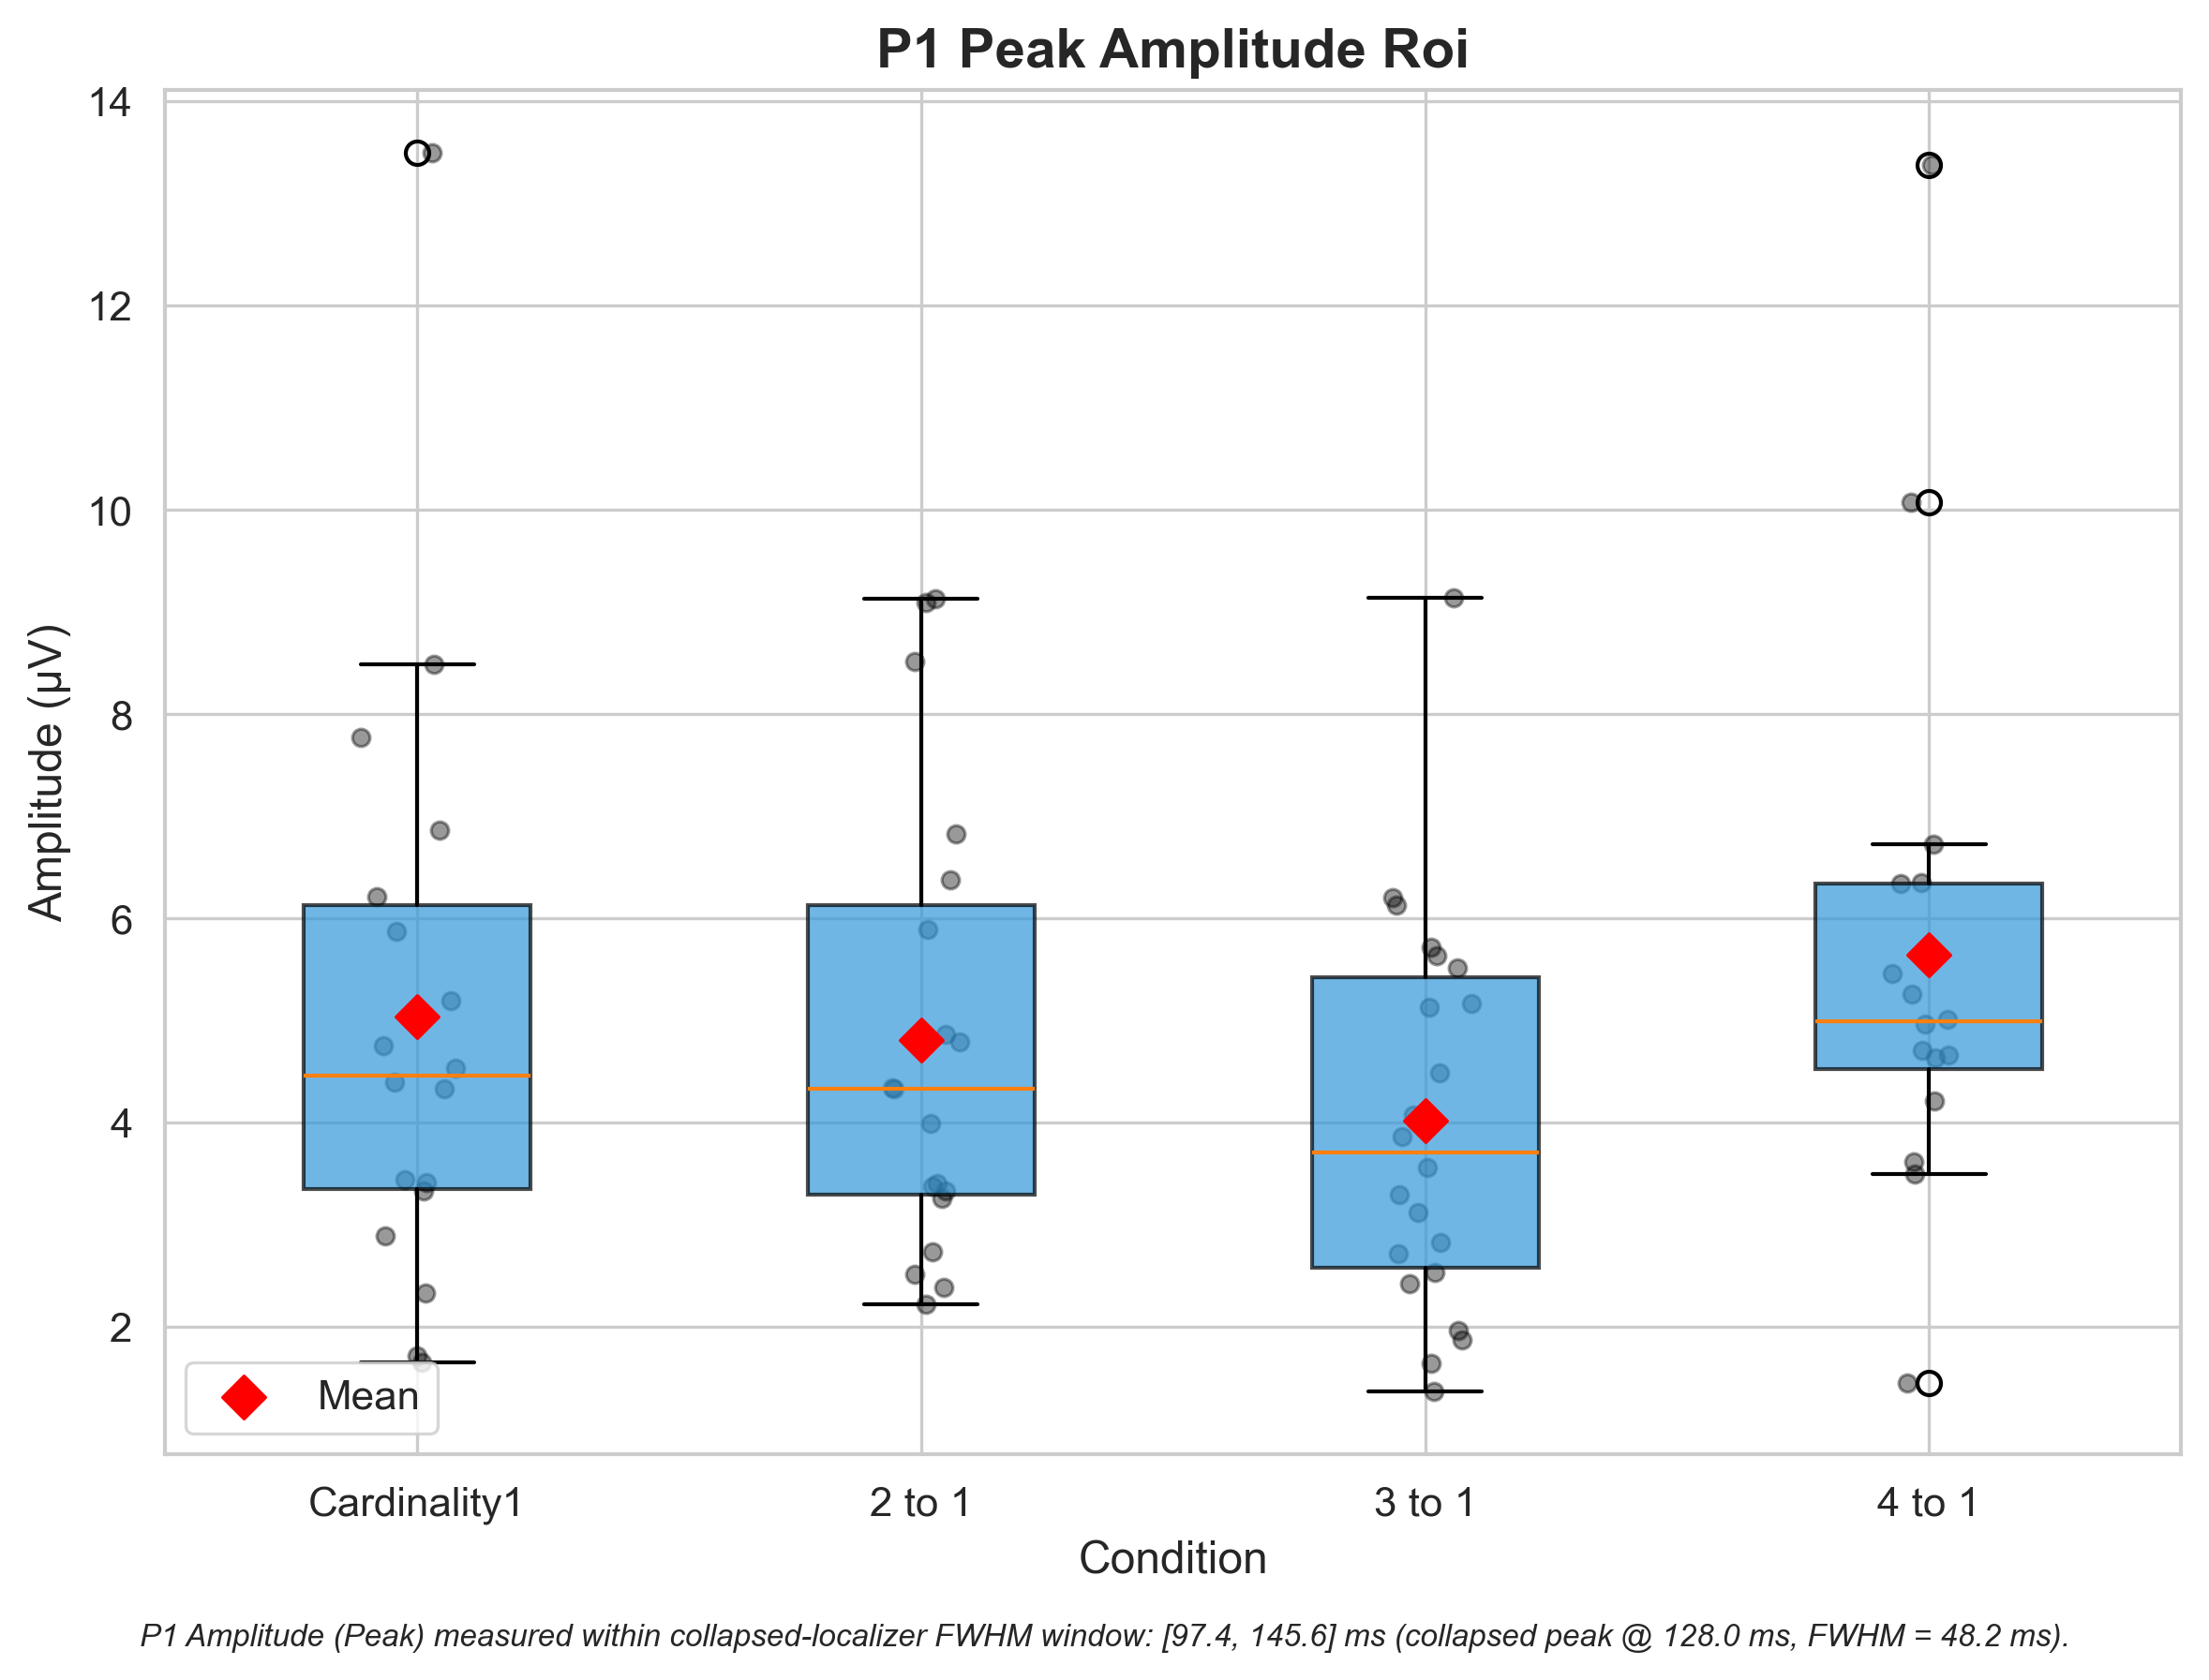 P1 Peak Amplitude Roi
14
12
10
8
6
4
2
Amplitude (µV)
Mean
Cardinality1
2 to 1
3 to 1
4 to 1
Condition
P1 Amplitude (Peak) measured within collapsed-localizer FWHM window: [97.4, 145.6] ms (collapsed peak @ 128.0 ms, FWHM = 48.2 ms).